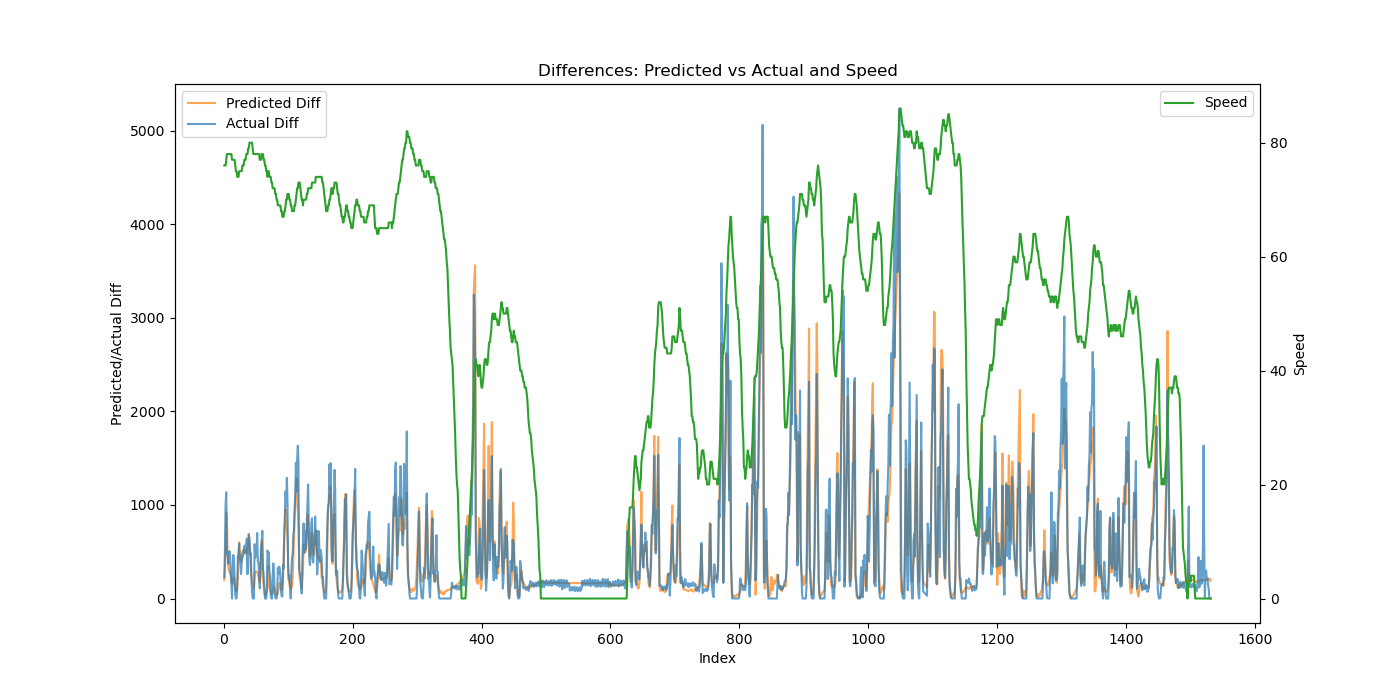 Differences: Predicted vs Actual and Speed
Predicted Diff
Actual Diff
Speed
5000
4000
3000
2000
1000
0
Predicted/Actual Diff
80
60
40
20
0
Speed
0
200
400
600
800
1000
1200
1400
1600
Index